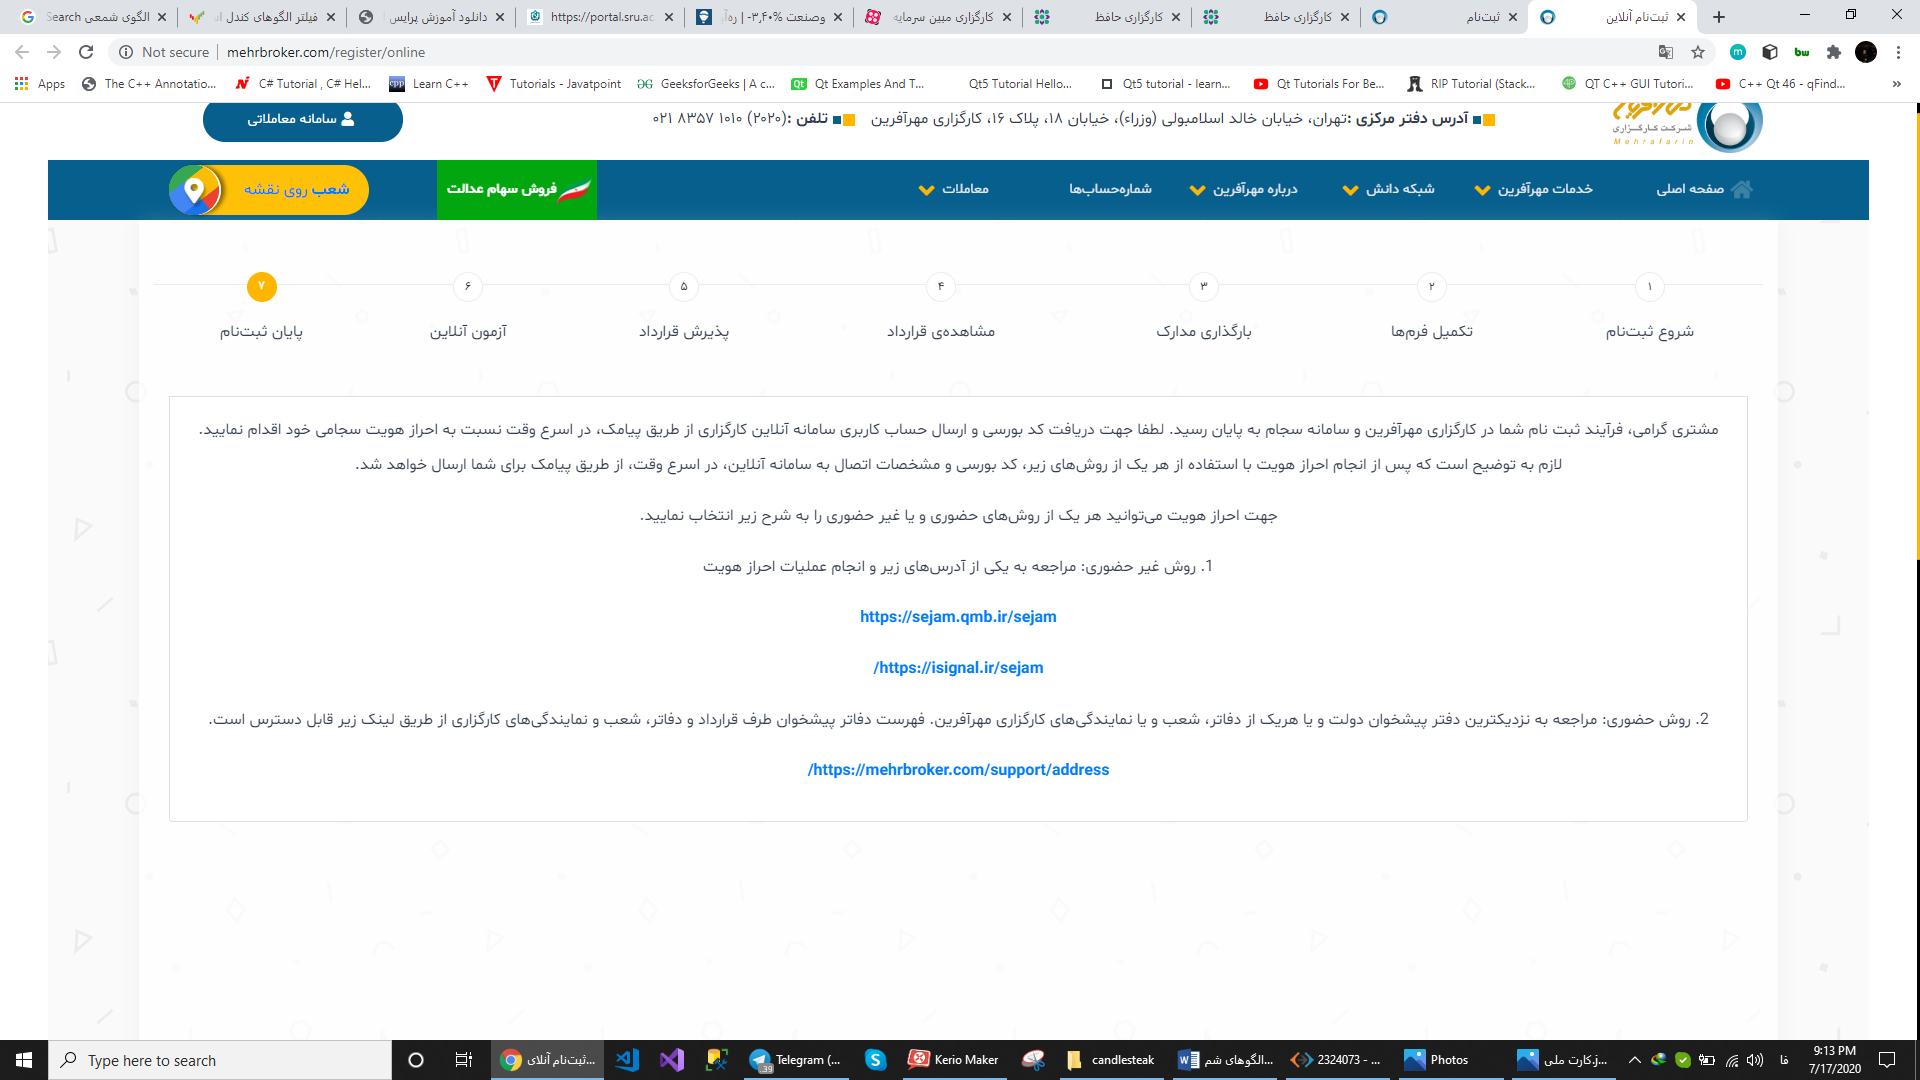 الگوی شمعی Search
فیلتر الگوهای کندل
دانلود آموزش پرایس
https://portal.sru.ac
وصنعت %۳,۴۰- |
کارگزاری مبین سرمایه
کارگزاری حافظ
کارگزاری حافظ
ثبت‌نام
ثبت‌نام آنلاین
Not secure
mehrbroker.com/register/online
Apps
The C++ Annotatio...
C# Tutorial , C# Hel...
Learn C++
Tutorials - Javatpoint
GeeksforGeeks | A c...
Qt Examples And T...
Qt5 Tutorial Hello...
Qt5 tutorial - learn...
Qt Tutorials For Be...
RIP Tutorial (Stack...
QT C++ GUI Tutori...
C++ Qt 46 - qFind...
»
شرکت کارگزاری
Mehrafarin
آدرس دفتر مرکزی :تهران، خیابان خالد اسلامبولی (وزراء)، خیابان ۱۸، پلاک ۱۶، کارگزاری مهرآفرین
تلفن :(۲۰۲۰) ۱۰۱۰ ۸۳۵۷ ۰۲۱
سامانه معاملاتی
صفحه اصلی
خدمات مهرآفرین
شبکه دانش
درباره مهرآفرین
شماره‌حساب‌ها
معاملات
فروش سهام عدالت
شعب روی نقشه
۱
۲
۳
۴
۵
۶
۷
شروع ثبت‌نام
تکمیل فرم‌ها
بارگذاری مدارک
مشاهده‌ی قرارداد
پذیرش قرارداد
آزمون آنلاین
پایان ثبت‌نام
مشتری گرامی، فرآیند ثبت نام شما در کارگزاری مهرآفرین و سامانه سجام به پایان رسید. لطفا جهت دریافت کد بورسی و ارسال حساب کاربری سامانه آنلاین کارگزاری از طریق پیامک، در اسرع وقت نسبت به احراز هویت سجامی خود اقدام نمایید.
لازم به توضیح است که پس از انجام احراز هویت با استفاده از هر یک از روش‌های زیر، کد بورسی و مشخصات اتصال به سامانه آنلاین، در اسرع وقت، از طریق پیامک برای شما ارسال خواهد شد.
جهت احراز هویت می‌توانید هر یک از روش‌های حضوری و یا غیر حضوری را به شرح زیر انتخاب نمایید.
1. روش غیر حضوری: مراجعه به یکی از آدرس‌های زیر و انجام عملیات احراز هویت
https://sejam.qmb.ir/sejam
/https://isignal.ir/sejam
2. روش حضوری: مراجعه به نزدیکترین دفتر پیشخوان دولت و یا هریک از دفاتر، شعب و یا نمایندگی‌های کارگزاری مهرآفرین. فهرست دفاتر پیشخوان طرف قرارداد و دفاتر، شعب و نمایندگی‌های کارگزاری از طریق لینک زیر قابل دسترس است.
/https://mehrbroker.com/support/address
Type here to search
ثبت‌نام آنلای...
Telegram (...
39
Kerio Maker
candlesteak
الگوهای شم...
2324073 - ...
Photos
کارت ملی.j...
فا
9:13 PM
7/17/2020